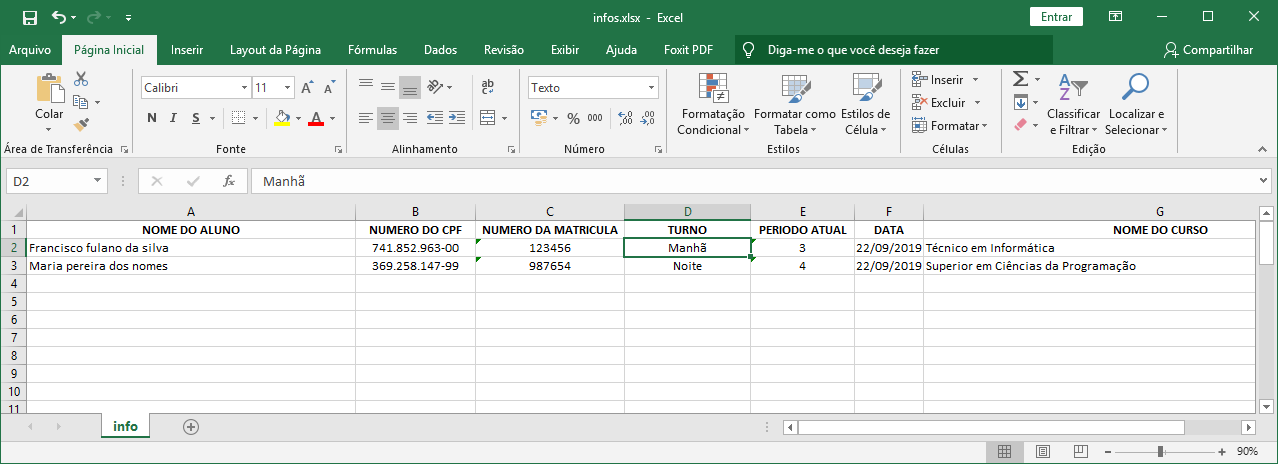 infos.xlsx - Excel
Entrar
Arquivo Página Inicial Inserir Layout da Página Fórmulas Dados Revisão Exibir Ajuda Foxit PDF Diga-me o que você deseja fazer Compartilhar
Colar
Área de Transferência
Calibri 11 A A
N I S A
Fonte
ab
Alinhamento
Texto
% 000 ,00 ,0
Número
Formatação Condicional
Formatar como Tabela
Estilos de Célula
Estilos
Inserir
Excluir
Formatar
Células
Σ
Classificar e Filtrar
Localizar e Selecionar
Edição
D2 fx Manhã
A B C D E F G
1 NOME DO ALUNO NUMERO DO CPF NUMERO DA MATRICULA TURNO PERIODO ATUAL DATA NOME DO CURSO
2 Francisco fulano da silva 741.852.963-00 123456 Manhã 3 22/09/2019 Técnico em Informática
3 Maria pereira dos nomes 369.258.147-99 987654 Noite 4 22/09/2019 Superior em Ciências da Programação
4
5
6
7
8
9
10
11
info
90%